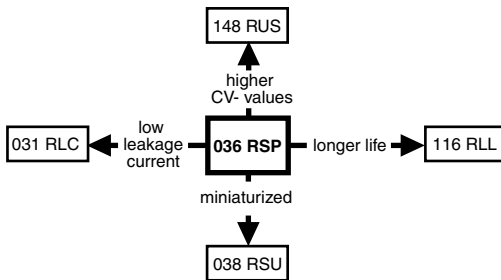 148 RUS
higher
CV- values
low
leakage
current
031 RLC
036 RSP
longer life
116 RLL
miniaturized
038 RSU